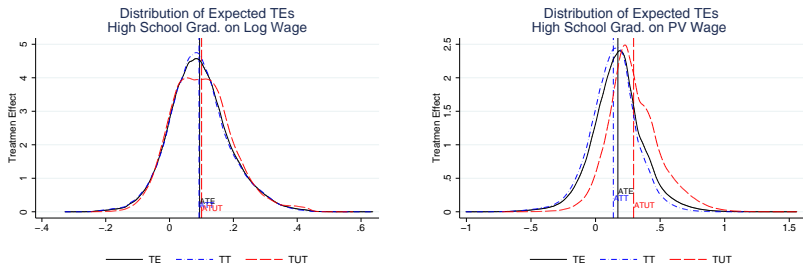 Distribution of Expected TEs
High School Grad. on Log Wage
Treatmen Effect
5
4
3
2
1
0
-.4
-.2
0
.2
.4
.6
ATE
ATT
ATUT
TE
TT
TUT
Distribution of Expected TEs
High School Grad. on PV Wage
Treatmen Effect
2.5
2
1.5
1
.5
0
-1
-.5
0
.5
1
1.5
ATE
ATT
ATUT
TE
TT
TUT